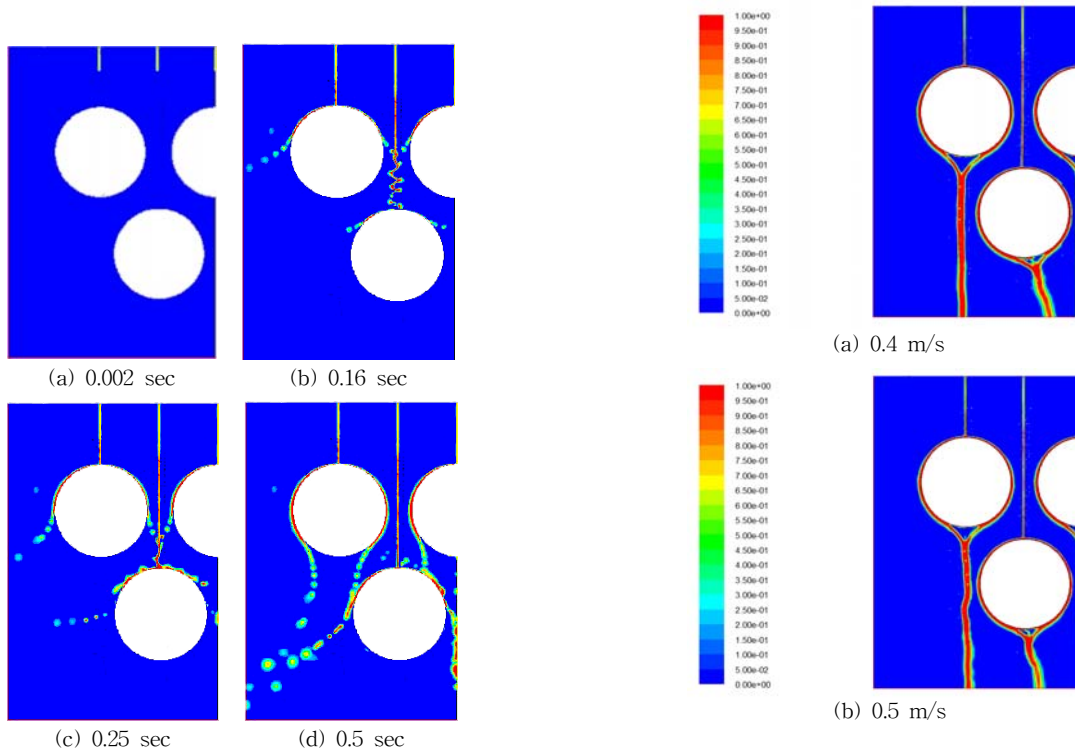 (a) 0.002 sec
(b) 0.16 sec
(c) 0.25 sec
(d) 0.5 sec
1.00e+00
9.50e-01
9.00e-01
8.50e-01
8.00e-01
7.50e-01
7.00e-01
6.50e-01
6.00e-01
5.50e-01
5.00e-01
4.50e-01
4.00e-01
3.50e-01
3.00e-01
2.50e-01
2.00e-01
1.50e-01
1.00e-01
5.00e-02
0.00e+00
(a) 0.4 m/s
1.00e+00
9.50e-01
9.00e-01
8.50e-01
8.00e-01
7.50e-01
7.00e-01
6.50e-01
6.00e-01
5.50e-01
5.00e-01
4.50e-01
4.00e-01
3.50e-01
3.00e-01
2.50e-01
2.00e-01
1.50e-01
1.00e-01
5.00e-02
0.00e+00
(b) 0.5 m/s